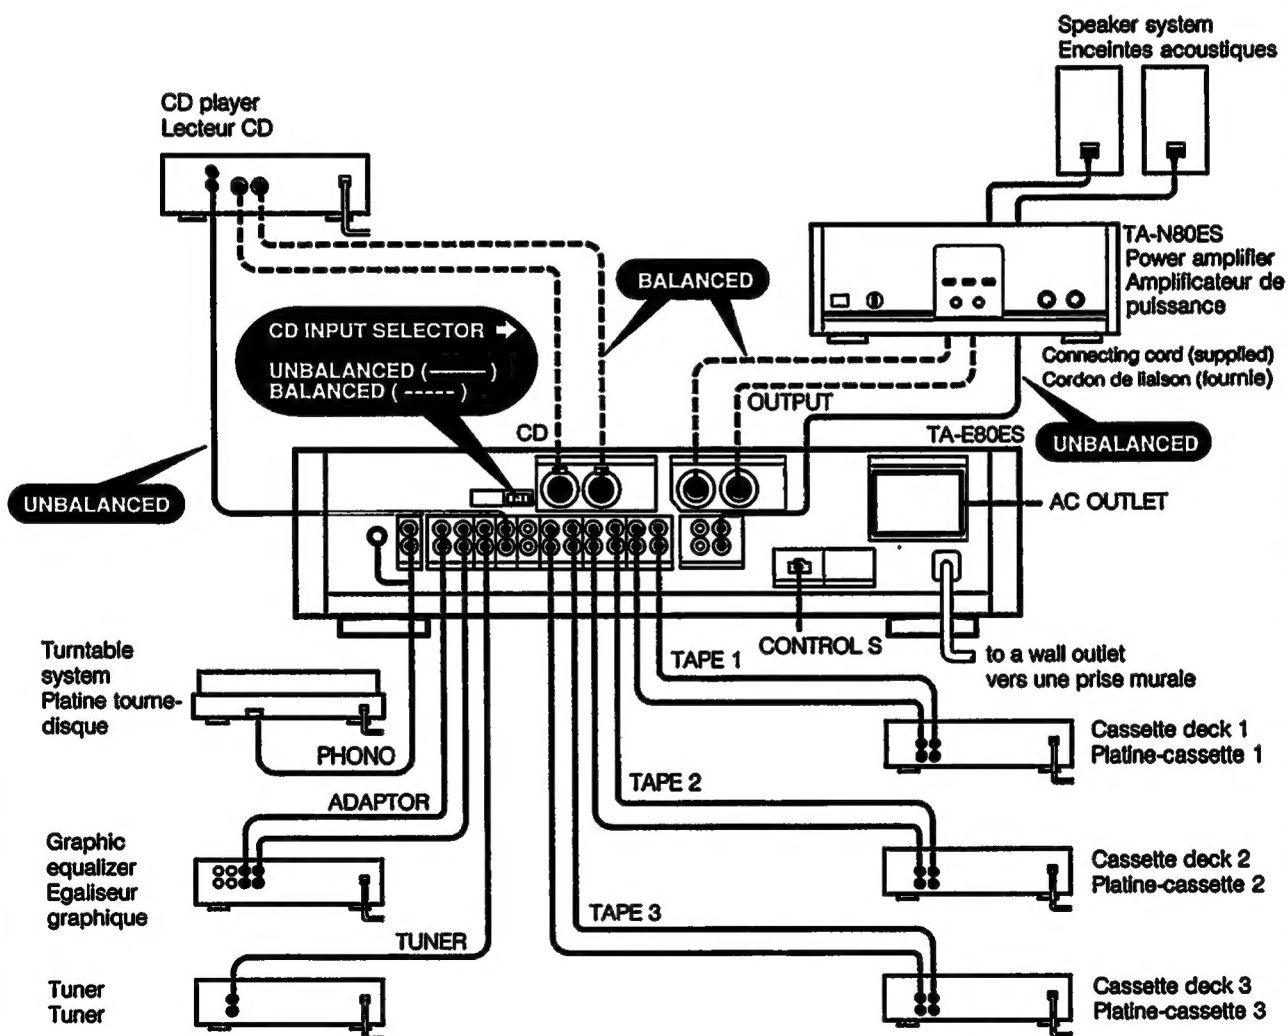 Speaker system
Enceintes acoustiques
CD player
Lecteur CD
TA-N80ES
Power amplifier
Amplificateur de
puissance
BALANCED
CD INPUT SELECTOR
UNBALANCED ( —— )
BALANCED ( ----- )
Connecting cord (supplied)
Cordon de liaison (fournie)
OUTPUT
CD
TA-E80ES
UNBALANCED
UNBALANCED
AC OUTLET
CONTROL S
to a wall outlet
vers une prise murale
Turntable
system
Platine tourne-
disque
PHONO
TAPE 1
Cassette deck 1
Platine-cassette 1
ADAPTOR
TAPE 2
Graphic
equalizer
Egaliseur
graphique
Cassette deck 2
Platine-cassette 2
TAPE 3
TUNER
Tuner
Tuner
Cassette deck 3
Platine-cassette 3